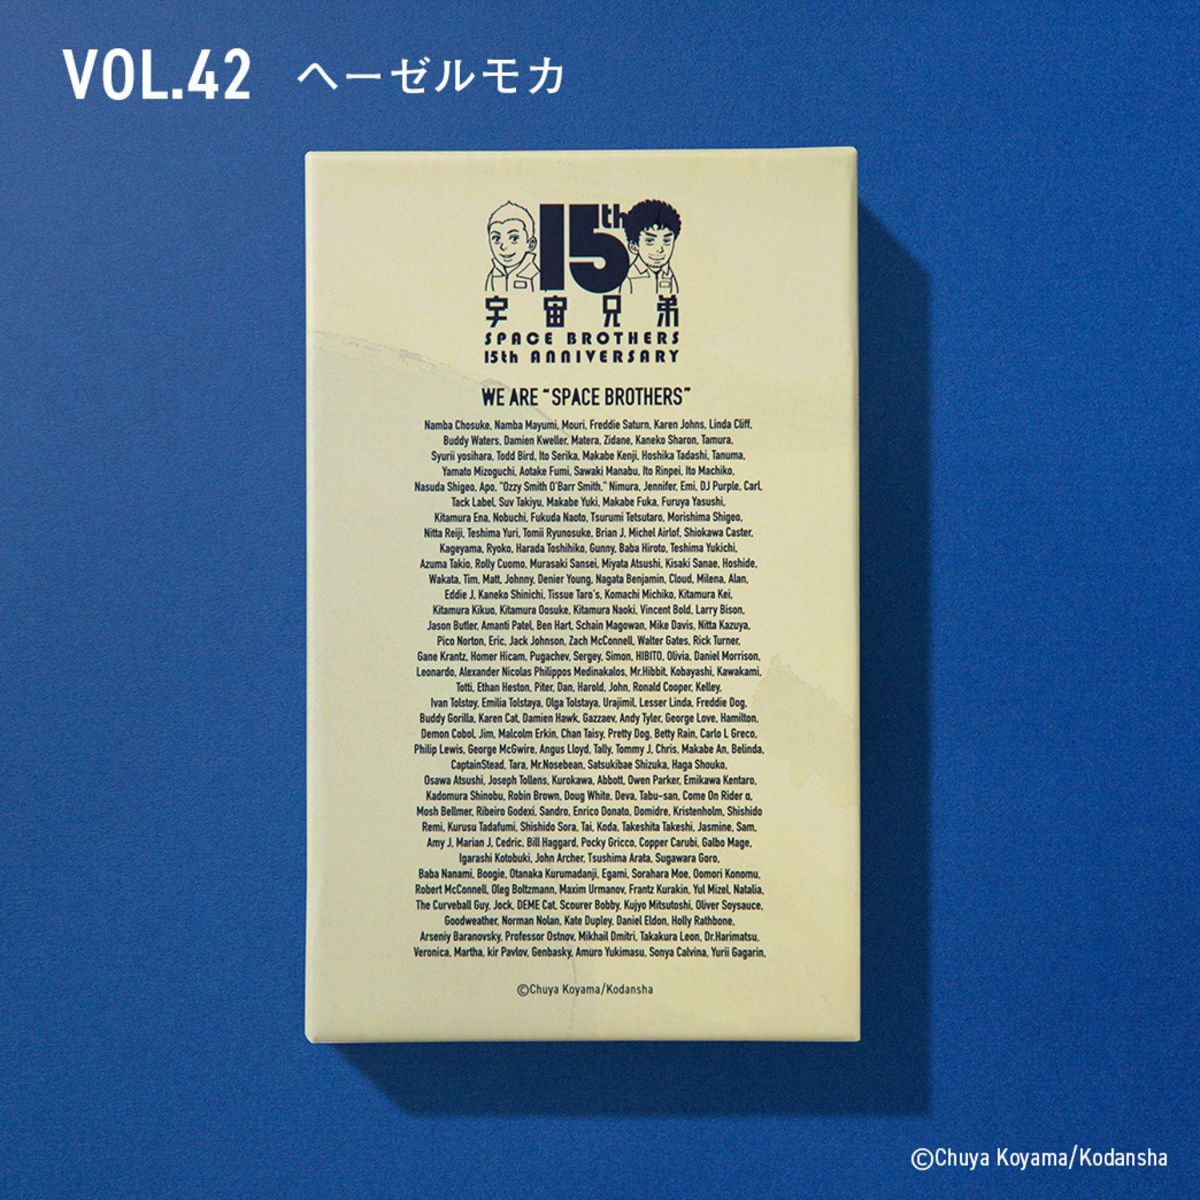 VOL.42 ヘーゼルモカ
15th
宇宙兄弟
SPACE BROTHERS
15th ANNIVERSARY
WE ARE "SPACE BROTHERS"
Namba Chosuke, Namba Mayumi, Mouri, Freddie Saturn, Karen Johns, Linda Cliff,
Buddy Waters, Damien Kweller, Matera, Zidane, Kaneko Sharon, Tamura,
Syurii yosihara, Todd Bird, Ito Serika, Makabe Kenji, Hoshika Tadashi, Tanuma,
Yamato Mizoguchi, Aotake Fumi, Sawaki Manabu, Ito Rinpei, Ito Machiko,
Nasuda Shigeo, Apo, "Ozzy Smith O'Barr Smith," Nimura, Jennifer, Emi, DJ Purple, Carl,
Tack Label, Suv Takiyu, Makabe Yuki, Makabe Fuka, Furuya Yasushi,
Kitamura Ena, Nobuchi, Fukuda Naoto, Tsurumi Tetsutaro, Morishima Shigeo,
Nitta Reiji, Teshima Yuri, Tomii Ryunosuke, Brian J, Michel Airlof, Shiokawa Caster,
Kageyama, Ryoko, Harada Toshihiko, Gunny, Baba Hiroto, Teshima Yukichi,
Azuma Takio, Rolly Cuomo, Murasaki Sansei, Miyata Atsushi, Kisaki Sanae, Hoshide,
Wakata, Tim, Matt, Johnny, Denier Young, Nagata Benjamin, Cloud, Milena, Alan,
Eddie J, Kaneko Shinichi, Tissue Taro's, Komachi Michiko, Kitamura Kei,
Kitamura Kikuo, Kitamura Oosuke, Kitamura Naoki, Vincent Bold, Larry Bison,
Jason Butler, Amanti Patel, Ben Hart, Schain Magowan, Mike Davis, Nitta Kazuya,
Pico Norton, Eric, Jack Johnson, Zach McConnell, Walter Gates, Rick Turner,
Gane Krantz, Homer Hicam, Pugachev, Sergey, Simon, HIBITO, Olivia, Daniel Morrison,
Leonardo, Alexander Nicolas Philippos Medinakalos, Mr.Hibbit, Kobayashi, Kawakami,
Totti, Ethan Heston, Piter, Dan, Harold, John, Ronald Cooper, Kelley,
Ivan Tolstoy, Emilia Tolstaya, Olga Tolstaya, Urajimil, Lesser Linda, Freddie Dog,
Buddy Gorilla, Karen Cat, Damien Hawk, Gazzaev, Andy Tyler, George Love, Hamilton,
Demon Cobol, Jim, Malcolm Erkin, Chan Taisy, Pretty Dog, Betty Rain, Carlo L Greco,
Philip Lewis, George McGwire, Angus Lloyd, Tally, Tommy J, Chris, Makabe An, Belinda,
CaptainStead, Tara, Mr.Nosebean, Satsukibae Shizuka, Haga Shouko,
Osawa Atsushi, Joseph Tollens, Kurokawa, Abbott, Owen Parker, Emikawa Kentaro,
Kadomura Shinobu, Robin Brown, Doug White, Deva, Tabu-san, Come On Rider α,
Mosh Bellmer, Ribeiro Godexi, Sandro, Enrico Donato, Domidre, Kristenholm, Shishido
Remi, Kurusu Tadafumi, Shishido Sora, Tai, Koda, Takeshita Takeshi, Jasmine, Sam,
Amy J, Marian J, Cedric, Bill Haggard, Pocky Gricco, Copper Carubi, Galbo Mage,
Igarashi Kotobuki, John Archer, Tsushima Arata, Sugawara Goro,
Baba Nanami, Boogie, Otanaka Kurumadanji, Egami, Sorahara Moe, Oomori Konomu,
Robert McConnell, Oleg Boltzmann, Maxim Urmanov, Frantz Kurakin, Yul Mizel, Natalia,
The Curveball Guy, Jock, DEME Cat, Scourer Bobby, Kujyo Mitsutoshi, Oliver Soysauce,
Goodweather, Norman Nolan, Kate Dupley, Daniel Eldon, Holly Rathbone,
Arseniy Baranovsky, Professor Ostnov, Mikhail Dmitri, Takakura Leon, Dr.Harimatsu,
Veronica, Martha, kir Pavlov, Genbasky, Amuro Yukimasu, Sonya Calvina, Yurii Gagarin,
©Chuya Koyama/Kodansha
©Chuya Koyama/Kodansha